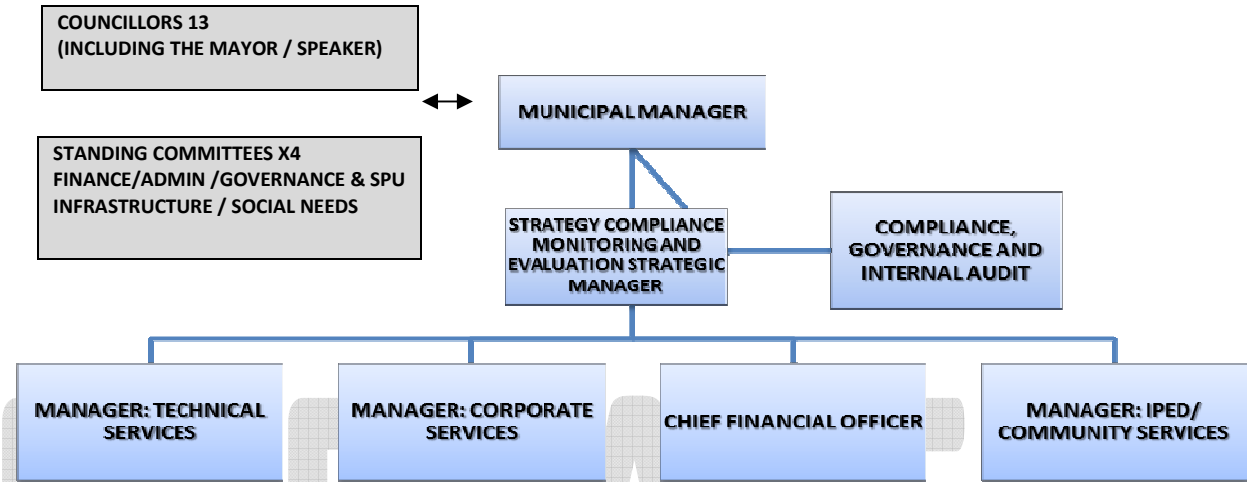 COUNCILLORS 13
(INCLUDING THE MAYOR / SPEAKER)
STANDING COMMITTEES X4
FINANCE/ADMIN /GOVERNANCE & SPU
INFRASTRUCTURE / SOCIAL NEEDS
MUNICIPAL MANAGER
STRATEGY COMPLIANCE
MONITORING AND
EVALUATION STRATEGIC
MANAGER
COMPLIANCE,
GOVERNANCE AND
INTERNAL AUDIT
MANAGER: TECHNICAL
SERVICES
MANAGER: CORPORATE
SERVICES
CHIEF FINANCIAL OFFICER
MANAGER: IPED/
COMMUNITY SERVICES